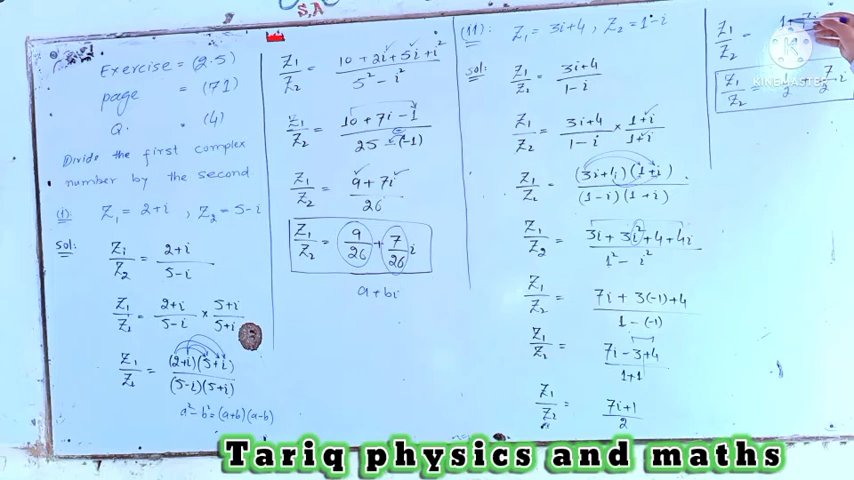 S.A
Exercise = (2.5)
page = (71)
Q. = (4)
Divide the first complex
number by the second
(i) Z₁ = 2+i , Z₂ = 5-i
Sol: Z₁/Z₂ = 2+i/5-i
Z₁/Z₂ = 2+i/5-i × 5+i/5+i
Z₁/Z₂ = (2+i)(5+i)/(5-i)(5+i)
a²-b²=(a+b)(a-b)
Z₁/Z₂ = 10+2i+5i+i²/5²-i²
Z₁/Z₂ = 10+7i-1/25-(-1)
Z₁/Z₂ = 9+7i/26
Z₁/Z₂ = 9/26 + 7/26 i
a+bi
(11): Z₁ = 3i+4 , Z₂ = 1-i
Sol: Z₁/Z₂ = 3i+4/1-i
Z₁/Z₂ = 3i+4/1-i × 1+i/1+i
Z₁/Z₂ = (3i+4)(1+i)/(1-i)(1+i)
Z₁/Z₂ = 3i+3i²+4+4i/1²-i²
Z₁/Z₂ = 7i+3(-1)+4/1-(-1)
Z₁/Z₂ = 7i-3+4/1+1
Z₁/Z₂ = 7i+1/2
Z₁/Z₂ = 1+7i
Z₁/Z₂ = 1/2 7/2 i
KINEMASTER
Tariq physics and maths